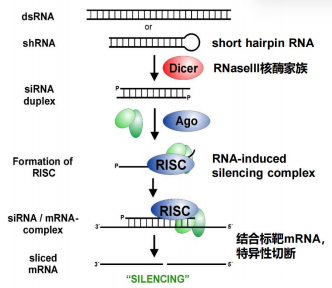 dsRNA
or
shRNA
short hairpin RNA
Dicer
RNaseIII核酶家族
siRNA
duplex
P
P
Ago
Formation of
RISC
P
RISC
RNA-induced
silencing complex
RISC
siRNA / mRNA-
complex
3´
P
5´
结合标靶mRNA,
特异性切断
sliced
mRNA
3´
5´
“SILENCING”